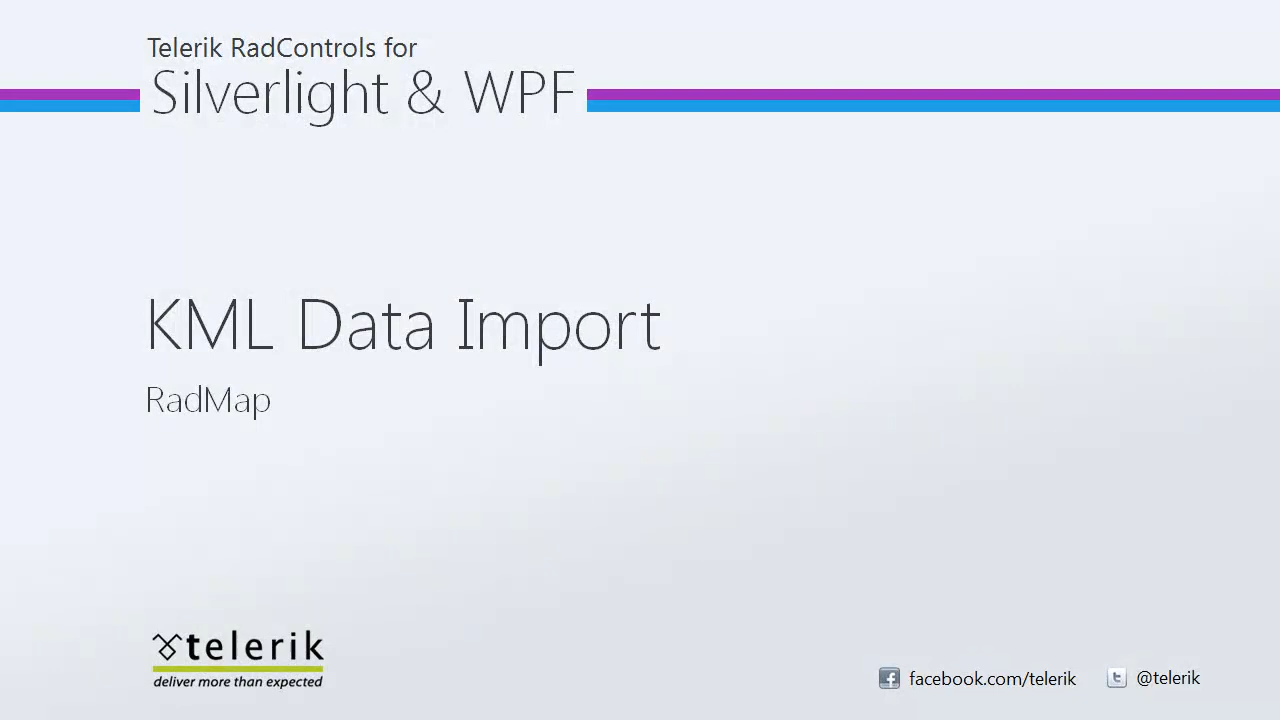 Telerik RadControls for
Silverlight & WPF
KML Data Import
RadMap
telerik
deliver more than expected
facebook.com/telerik
@telerik